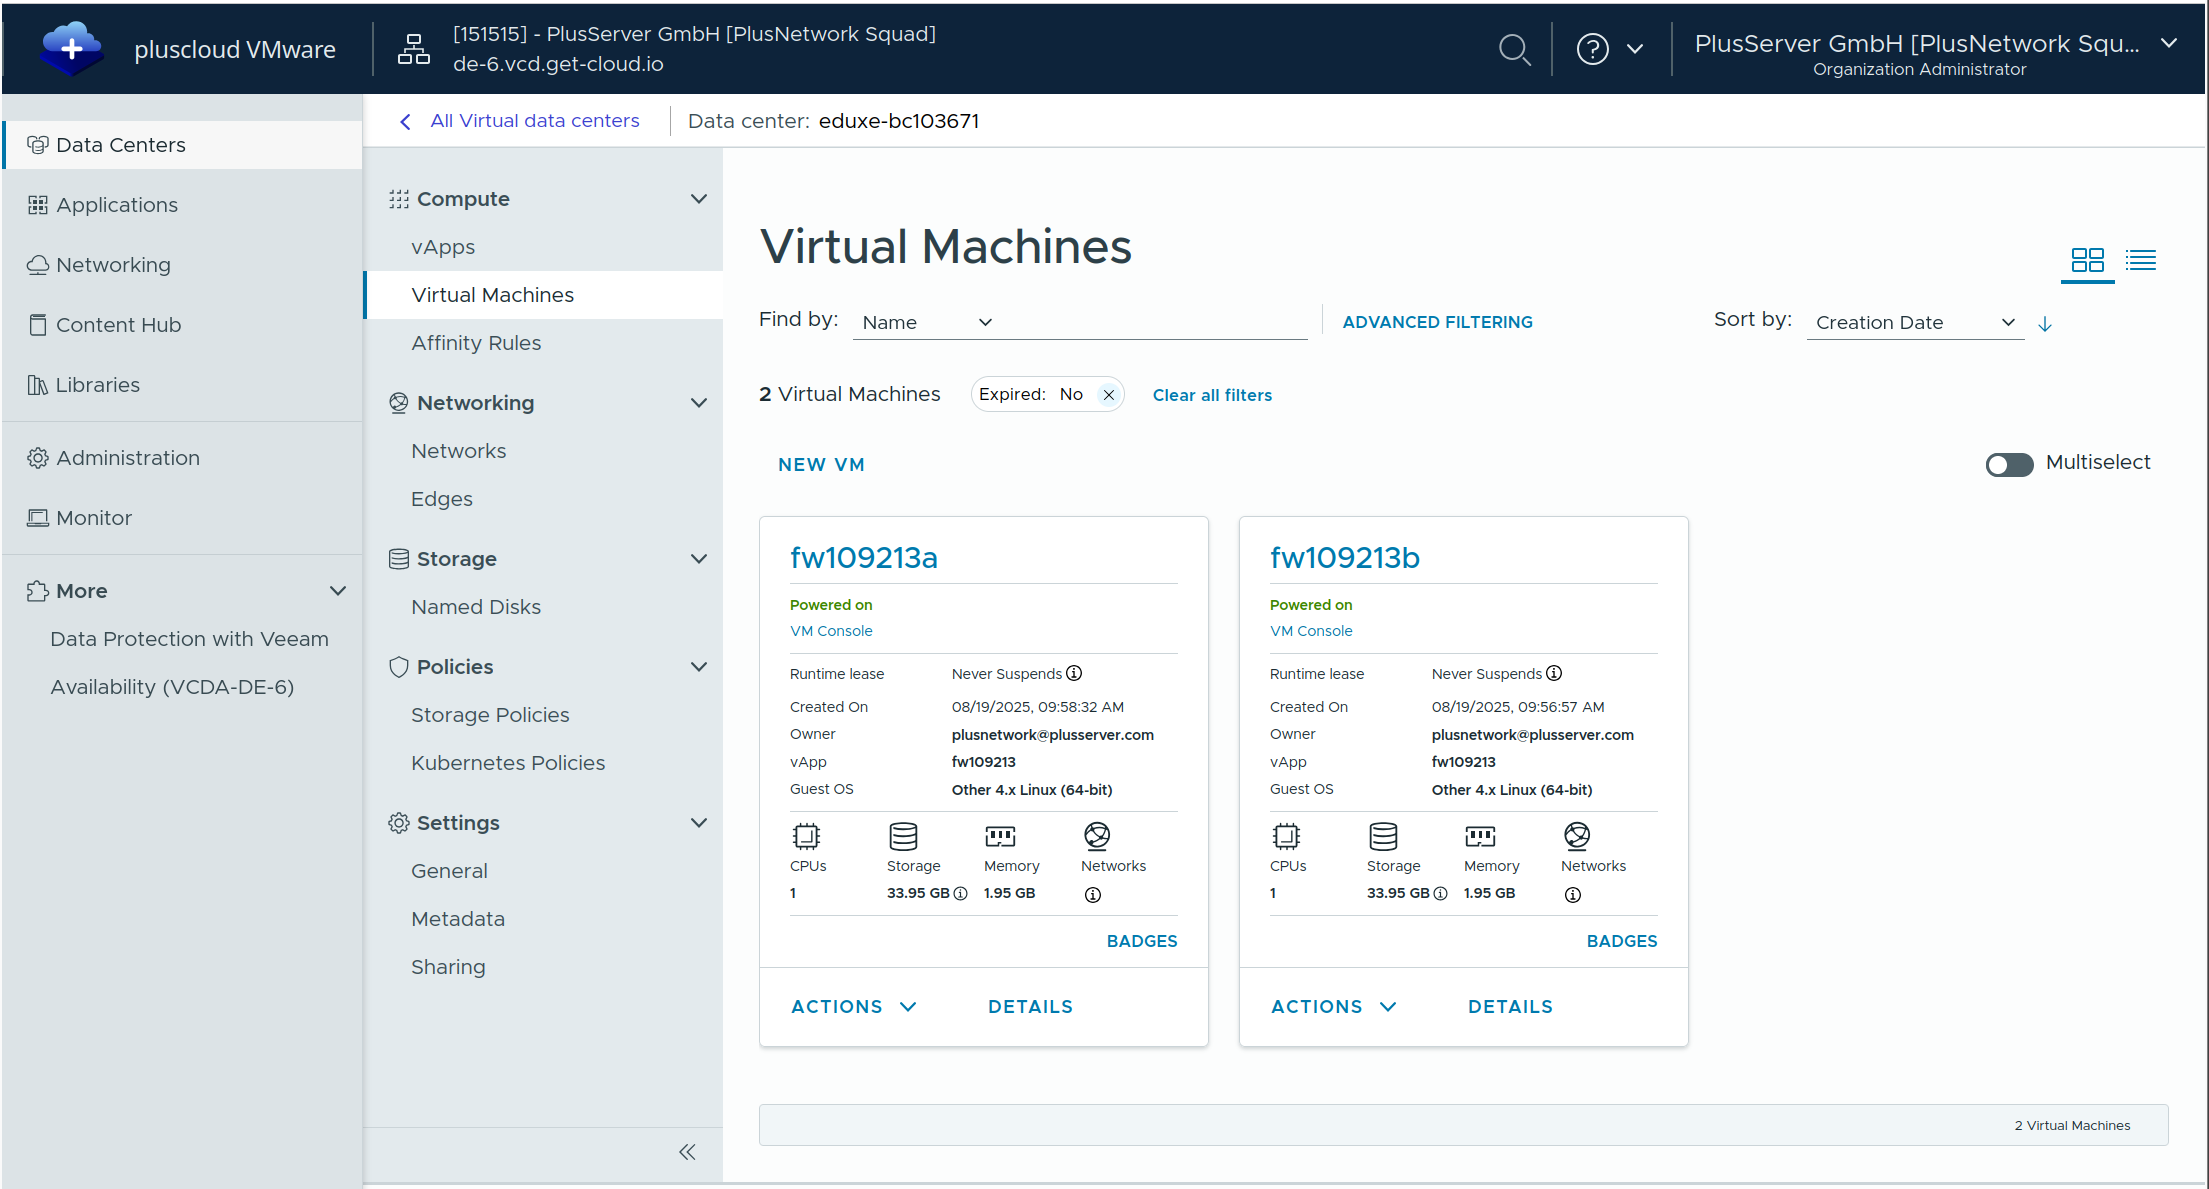 pluscloud VMware
[151515] - PlusServer GmbH [PlusNetwork Squad]
de-6.vcd.get-cloud.io
PlusServer GmbH [PlusNetwork Squ...
Organization Administrator
Data Centers
Applications
Networking
Content Hub
Libraries
Administration
Monitor
More
Data Protection with Veeam
Availability (VCDA-DE-6)
All Virtual data centers
Data center: eduxe-bc103671
Compute
vApps
Virtual Machines
Affinity Rules
Networking
Networks
Edges
Storage
Named Disks
Policies
Storage Policies
Kubernetes Policies
Settings
General
Metadata
Sharing
Virtual Machines
Find by: Name
ADVANCED FILTERING
Sort by: Creation Date
2 Virtual Machines
Expired: No
Clear all filters
NEW VM
Multiselect
fw109213a
Powered on
VM Console
Runtime lease Never Suspends
Created On 08/19/2025, 09:58:32 AM
Owner plusnetwork@plusserver.com
vApp fw109213
Guest OS Other 4.x Linux (64-bit)
CPUs Storage Memory Networks
1 33.95 GB 1.95 GB
BADGES
ACTIONS DETAILS
fw109213b
Powered on
VM Console
Runtime lease Never Suspends
Created On 08/19/2025, 09:56:57 AM
Owner plusnetwork@plusserver.com
vApp fw109213
Guest OS Other 4.x Linux (64-bit)
CPUs Storage Memory Networks
1 33.95 GB 1.95 GB
BADGES
ACTIONS DETAILS
2 Virtual Machines